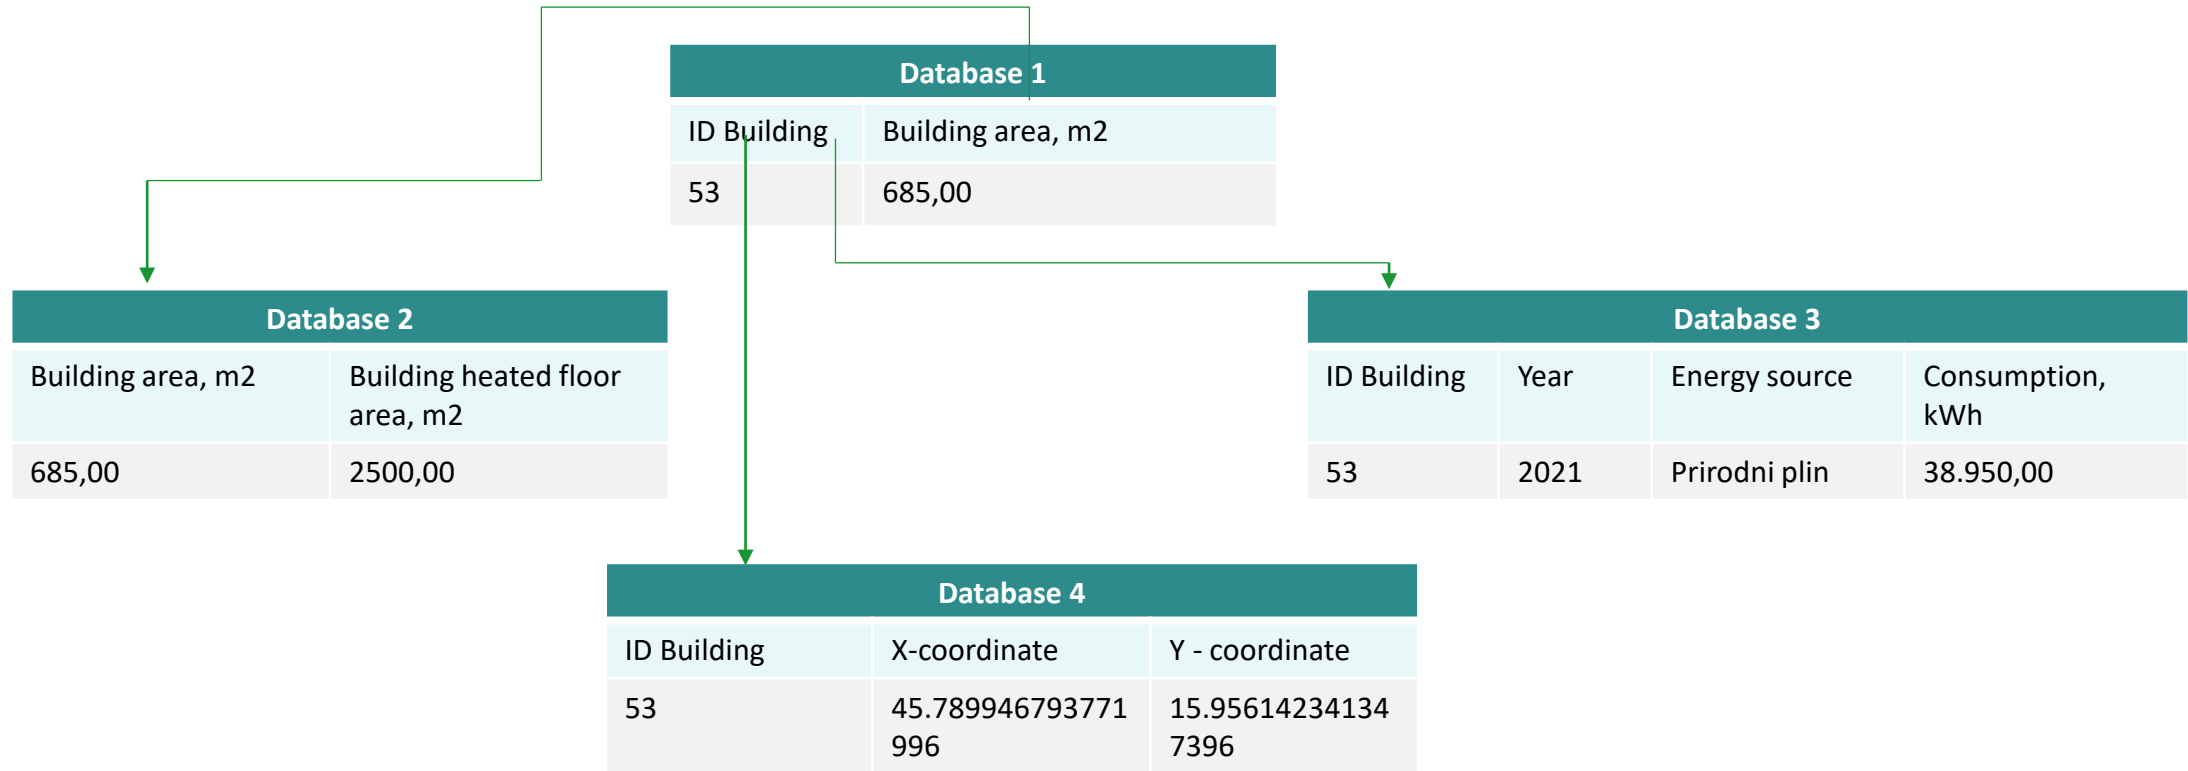 Database 1
ID Building
Building area, m2
53
685,00
Database 2
Building area, m2
Building heated floor
area, m2
685,00
2500,00
Database 3
ID Building
Year
Energy source
Consumption,
kWh
53
2021
Prirodni plin
38.950,00
Database 4
ID Building
X-coordinate
Y - coordinate
53
45.789946793771
996
15.95614234134
7396